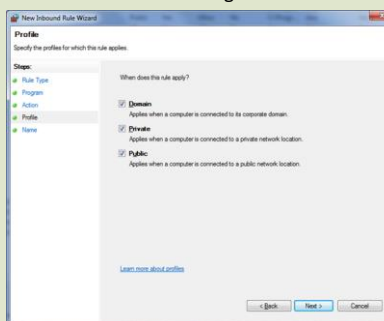 New Inbound Rule Wizard
Profile
Specify the profiles for which this rule applies.
Steps:
Rule Type
Program
Action
Profile
Name
When does this rule apply?
Domain
Applies when a computer is connected to its corporate domain.
Private
Applies when a computer is connected to a private network location.
Public
Applies when a computer is connected to a public network location.
Learn more about profiles
< Back
Next >
Cancel